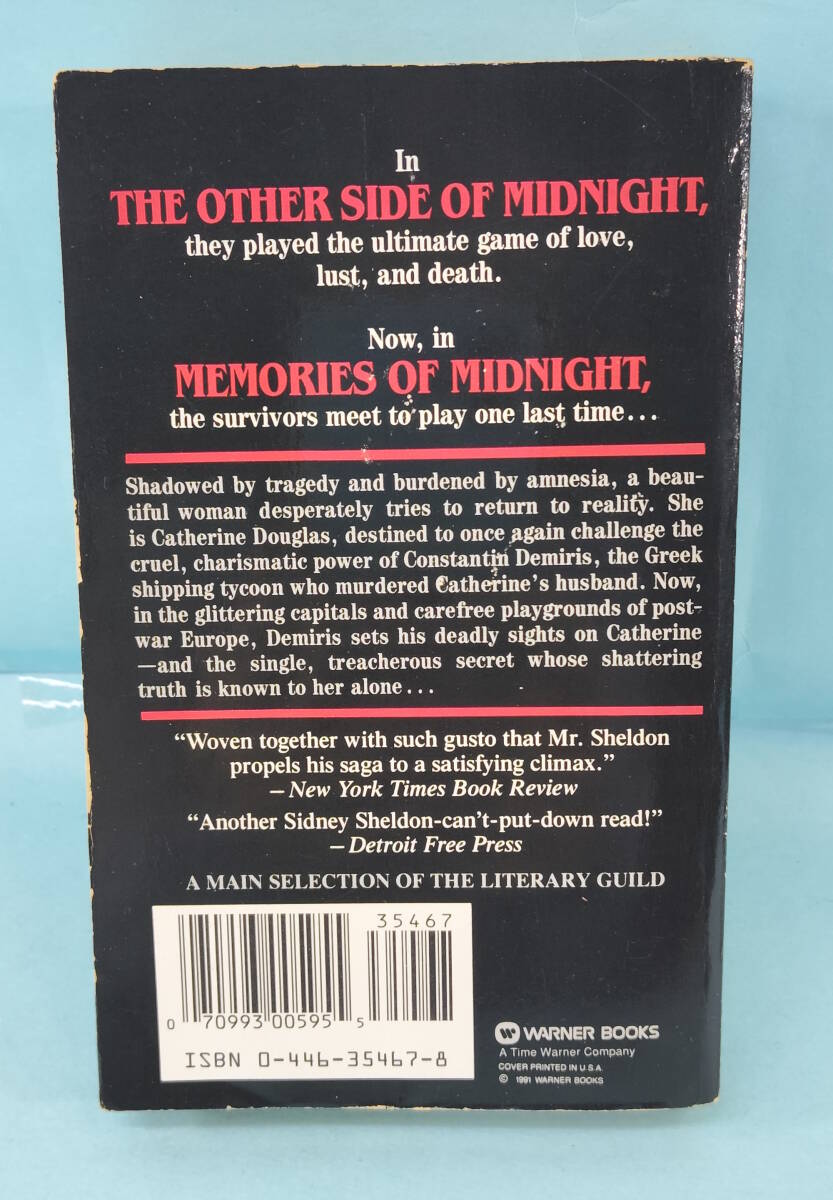 In
THE OTHER SIDE OF MIDNIGHT,
they played the ultimate game of love,
lust, and death.
Now, in
MEMORIES OF MIDNIGHT,
the survivors meet to play one last time...
Shadowed by tragedy and burdened by amnesia, a beau-
tiful woman desperately tries to return to reality. She
is Catherine Douglas, destined to once again challenge the
cruel, charismatic power of Constantin Demiris, the Greek
shipping tycoon who murdered Catherine's husband. Now,
in the glittering capitals and carefree playgrounds of post-
war Europe, Demiris sets his deadly sights on Catherine
—and the single, treacherous secret whose shattering
truth is known to her alone...
“Woven together with such gusto that Mr. Sheldon
propels his saga to a satisfying climax.”
—New York Times Book Review
“Another Sidney Sheldon-can't-put-down read!”
—Detroit Free Press
A MAIN SELECTION OF THE LITERARY GUILD
35467
0 70993 00595 5
ISBN 0-446-35467-8
WARNER BOOKS
A Time Warner Company
COVER PRINTED IN U.S.A.
© 1991 WARNER BOOKS